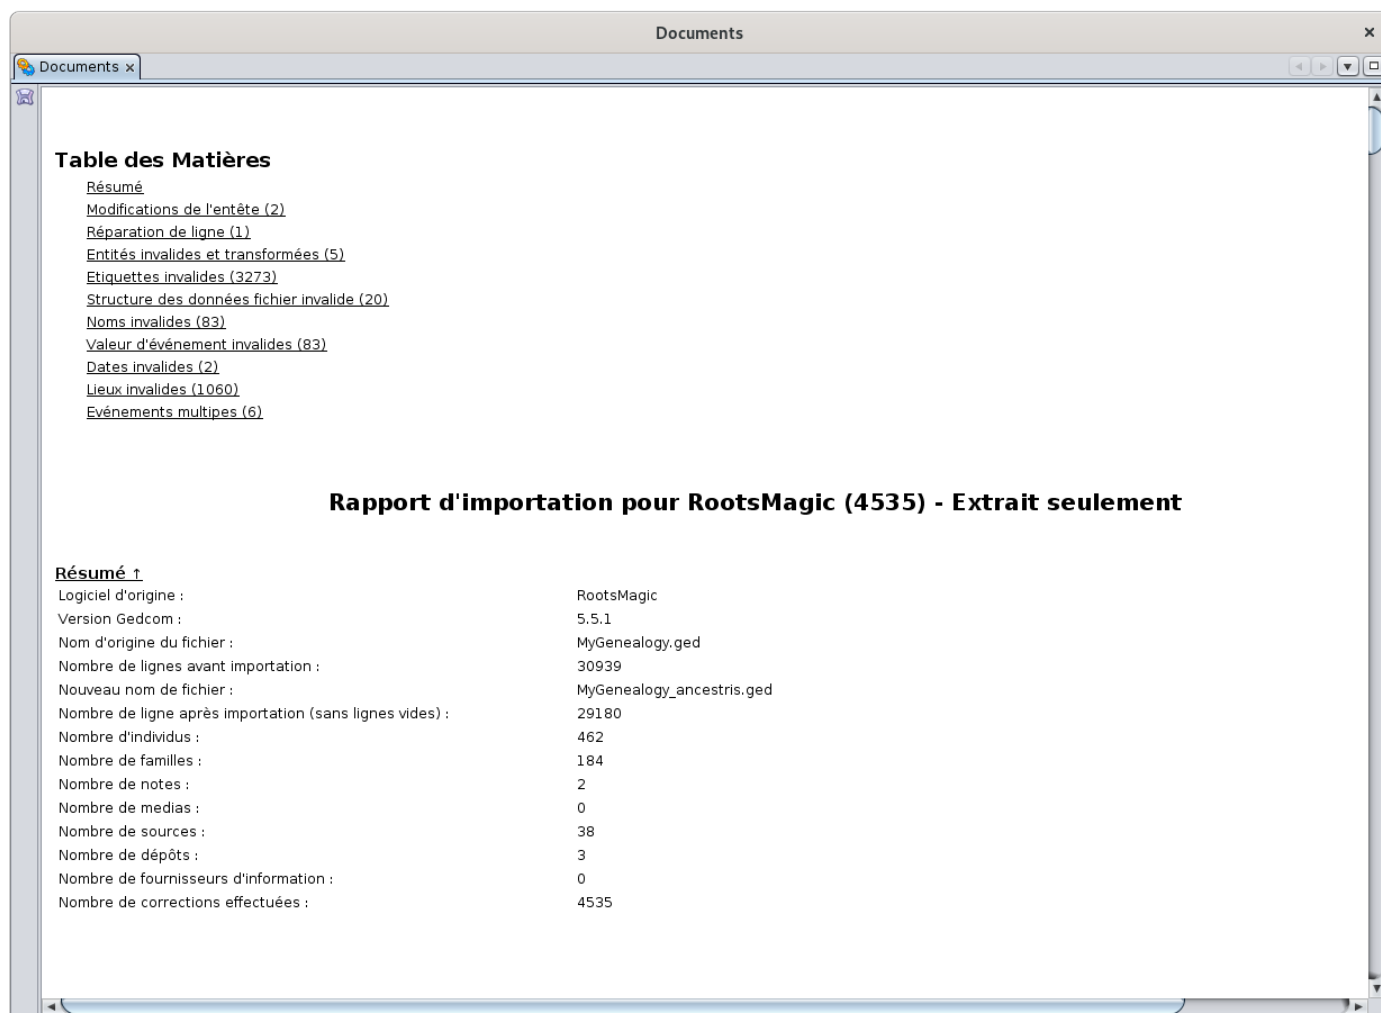 Documents
Documents
Table des Matières
Résumé
Modifications de l'entête (2)
Réparation de ligne (1)
Entités invalides et transformées (5)
Etiquettes invalides (3273)
Structure des données fichier invalide (20)
Noms invalides (83)
Valeur d'événement invalides (83)
Dates invalides (2)
Lieux invalides (1060)
Evénements multipes (6)
Rapport d'importation pour RootsMagic (4535) - Extrait seulement
Résumé ↑
Logiciel d'origine : RootsMagic
Version Gedcom : 5.5.1
Nom d'origine du fichier : MyGenealogy.ged
Nombre de lignes avant importation : 30939
Nouveau nom de fichier : MyGenealogy_ancestris.ged
Nombre de ligne après importation (sans lignes vides) : 29180
Nombre d'individus : 462
Nombre de familles : 184
Nombre de notes : 2
Nombre de medias : 0
Nombre de sources : 38
Nombre de dépôts : 3
Nombre de fournisseurs d'information : 0
Nombre de corrections effectuées : 4535